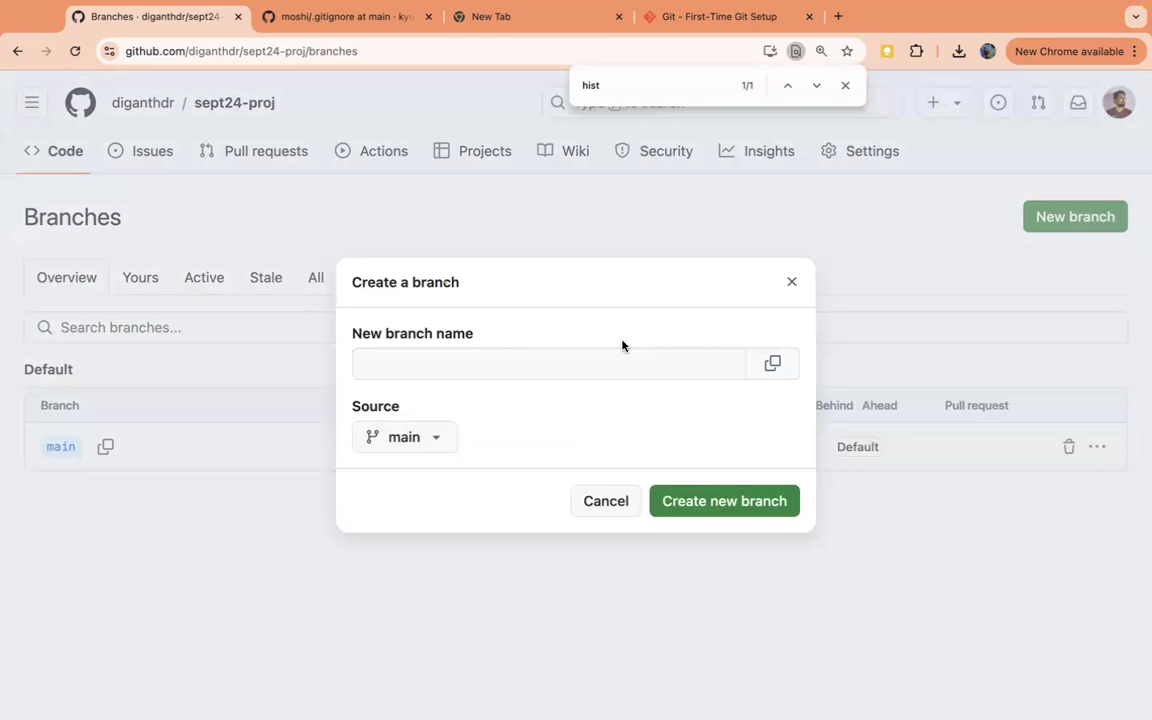 Branches · diganthdr/sept24-
moshi/.gitignore at main · kyu
New Tab
Git - First-Time Git Setup
github.com/diganthdr/sept24-proj/branches
New Chrome available
hist
1/1
diganthdr / sept24-proj
Code
Issues
Pull requests
Actions
Projects
Wiki
Security
Insights
Settings
Branches
New branch
Overview
Yours
Active
Stale
All
Search branches...
Default
Branch
Behind
Ahead
Pull request
main
Default
Create a branch
New branch name
Source
main
Cancel
Create new branch